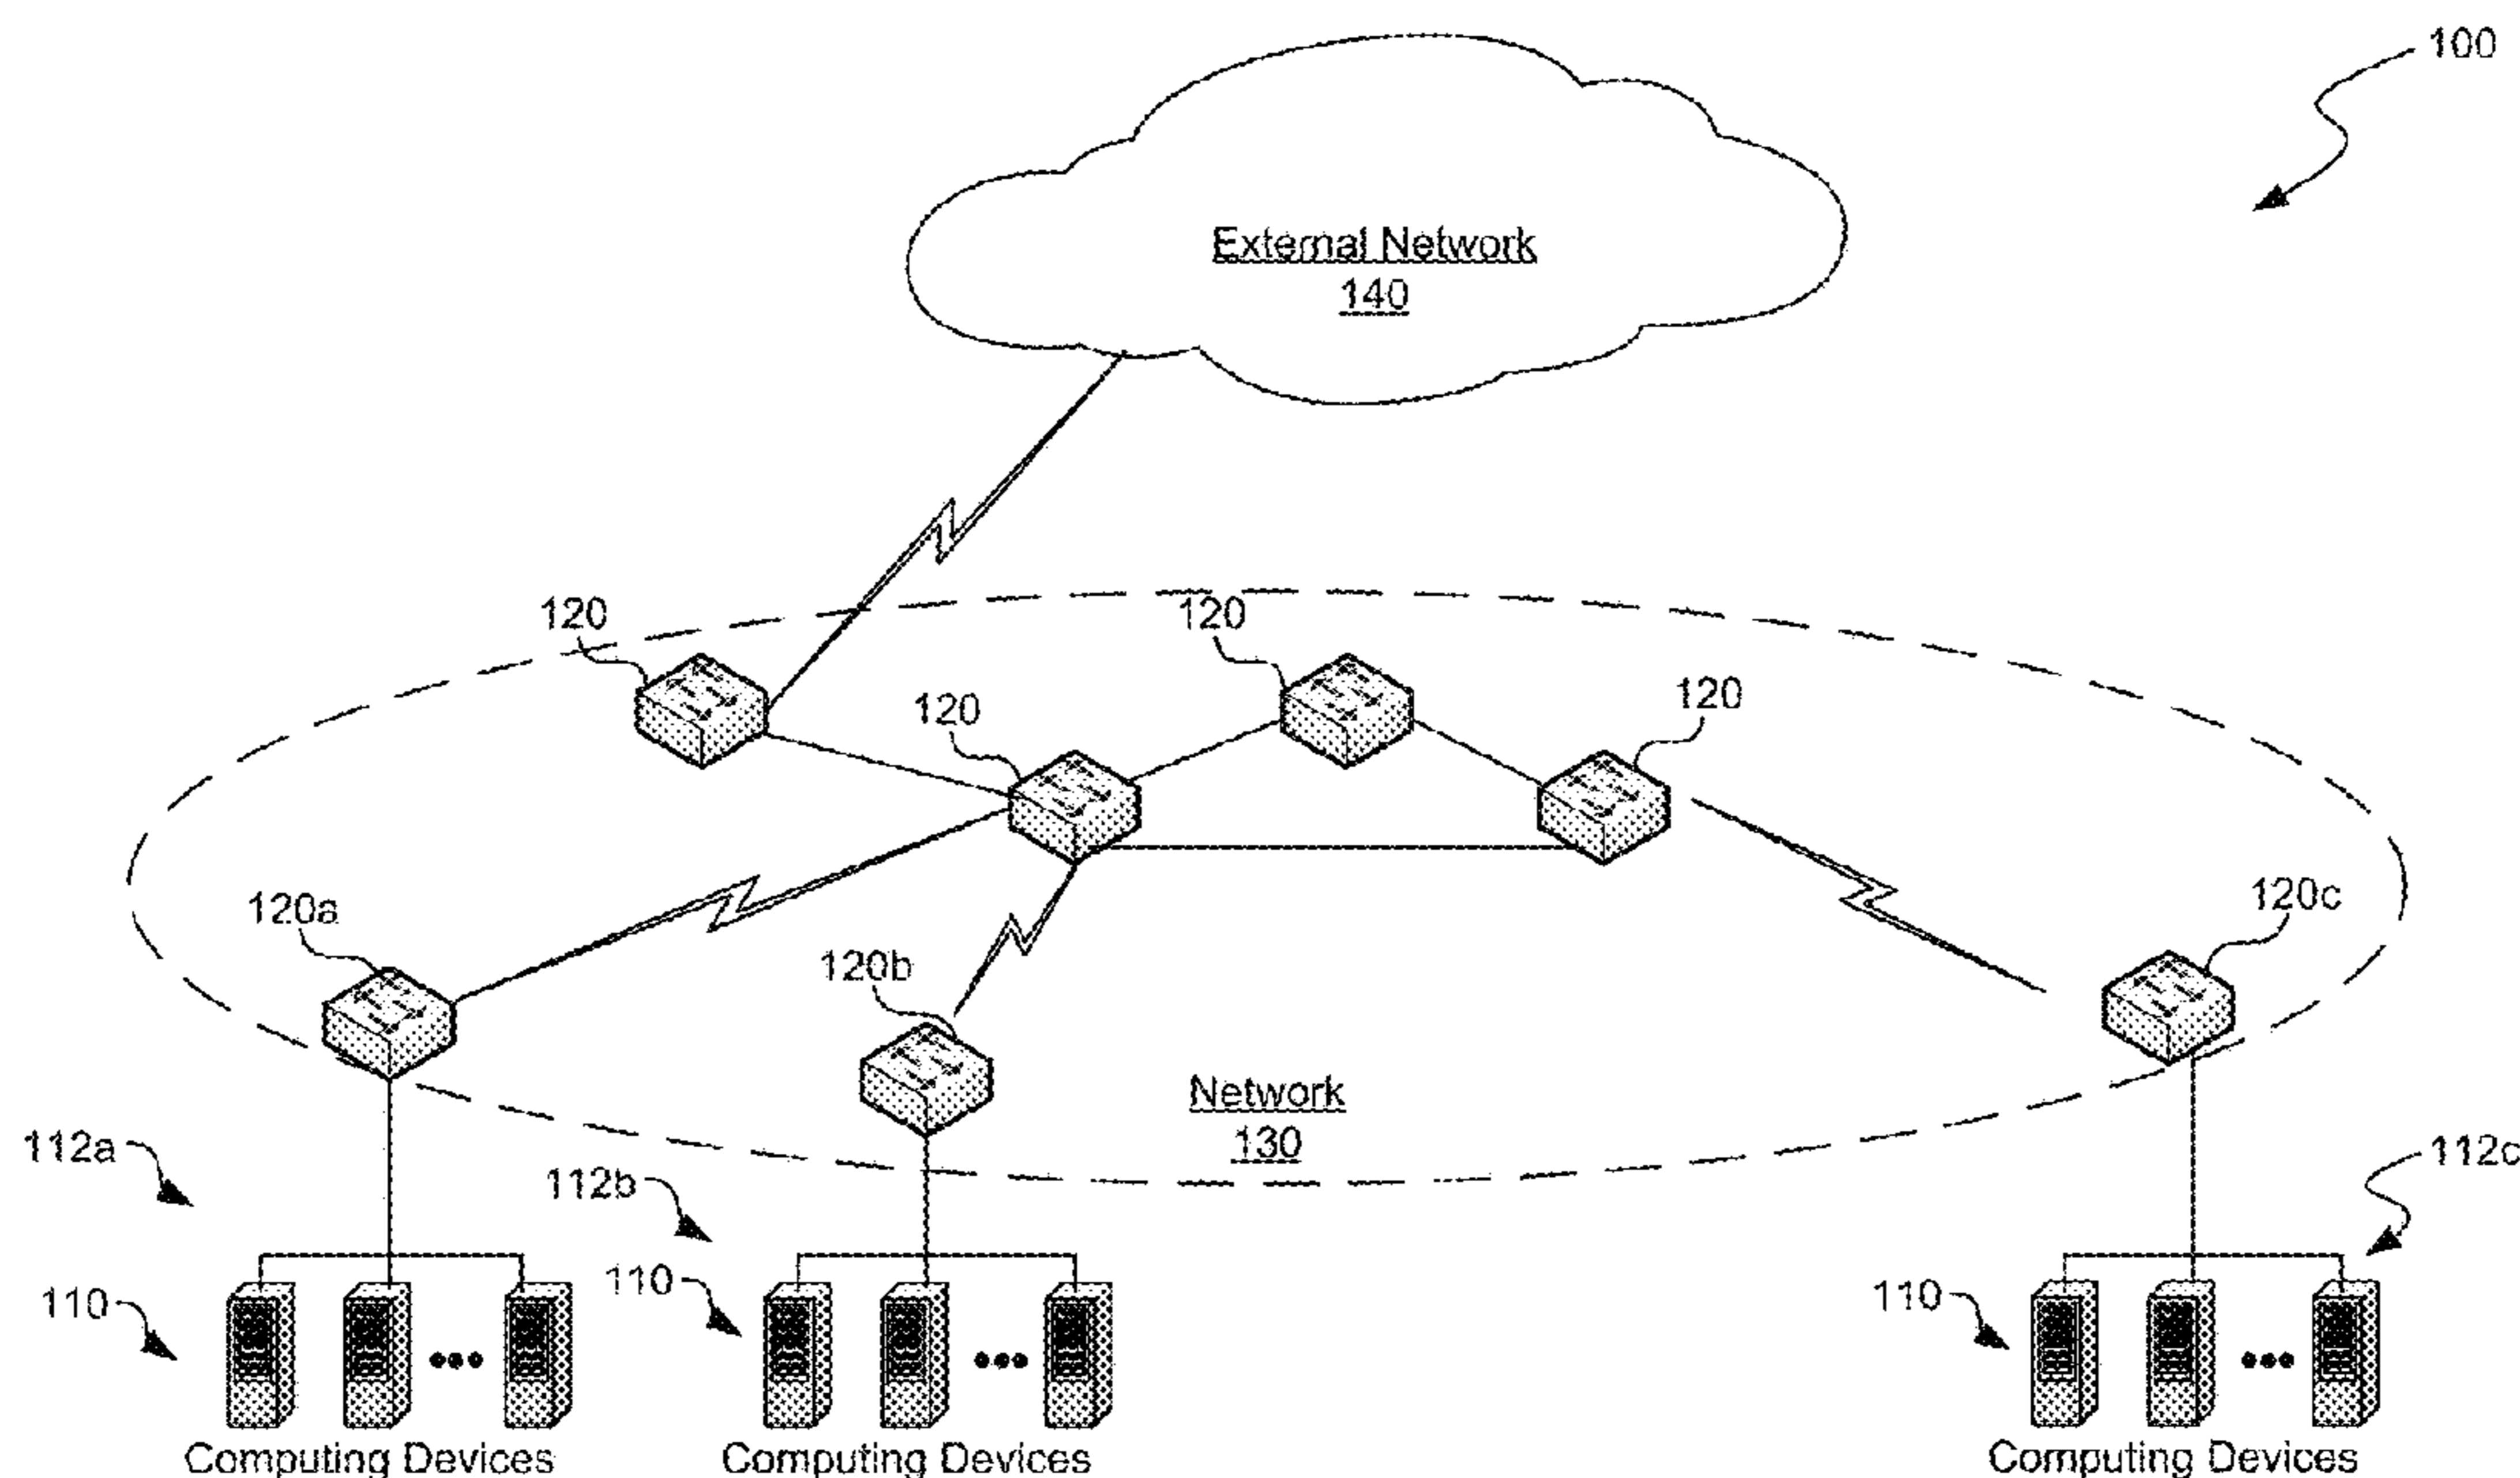 100
External Network
140
120
120
120
120
120a
120b
120c
Network
130
112a
112b
112c
110
110
110
Computing Devices
Computing Devices
Computing Devices